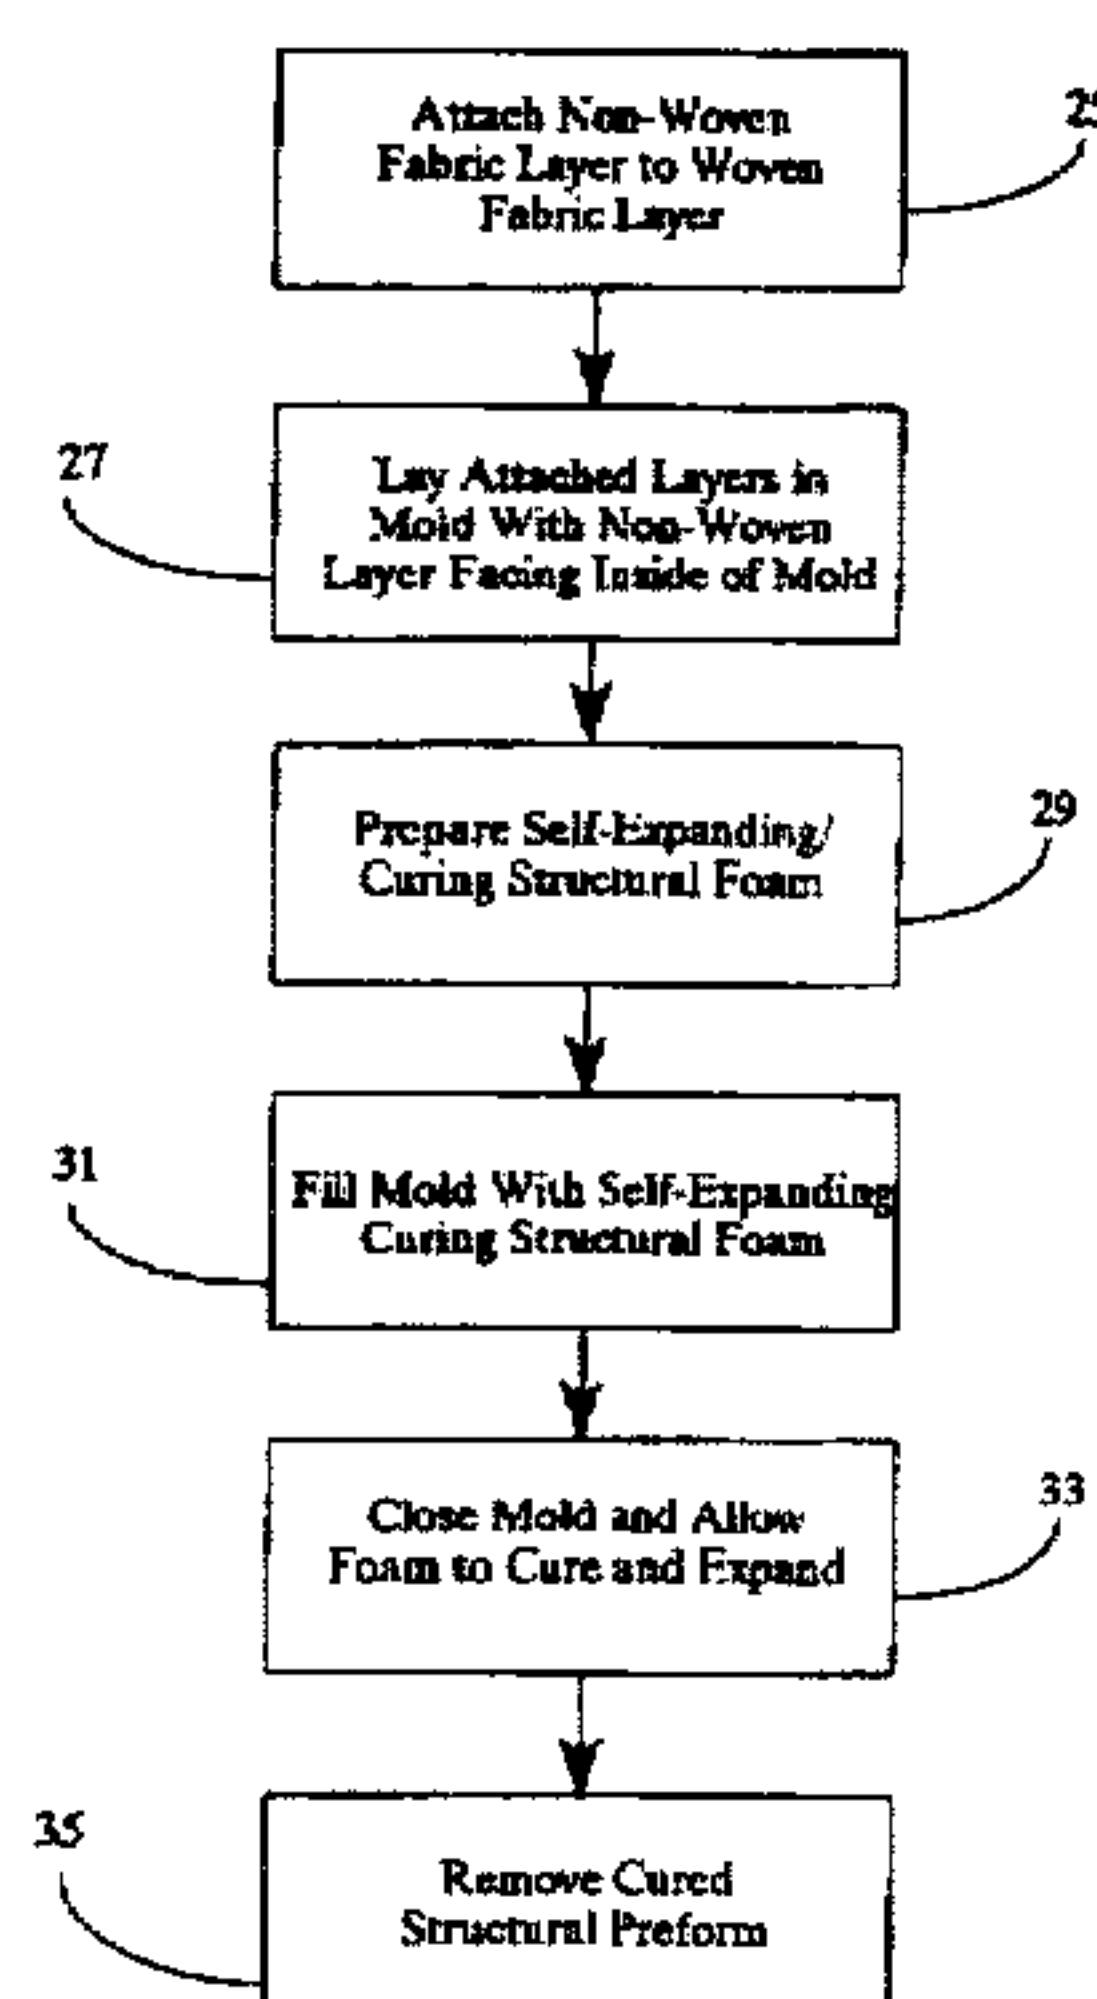 Attach Non-Woven
Fabric Layer to Woven
Fabric Layer
27
Lay Attached Layers in
Mold With Non-Woven
Layer Facing Inside of Mold
Prepare Self-Expanding/
Curing Structural Foam
29
31
Fill Mold With Self-Expanding
Curing Structural Foam
Close Mold and Allow
Foam to Cure and Expand
33
35
Remove Cured
Structural Preform